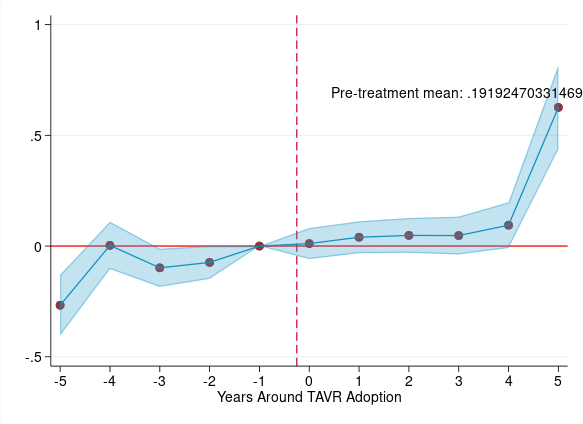 1
Pre-treatment mean: .19192470331469
.5
0
-.5
-5 -4 -3 -2 -1 0 1 2 3 4 5
Years Around TAVR Adoption